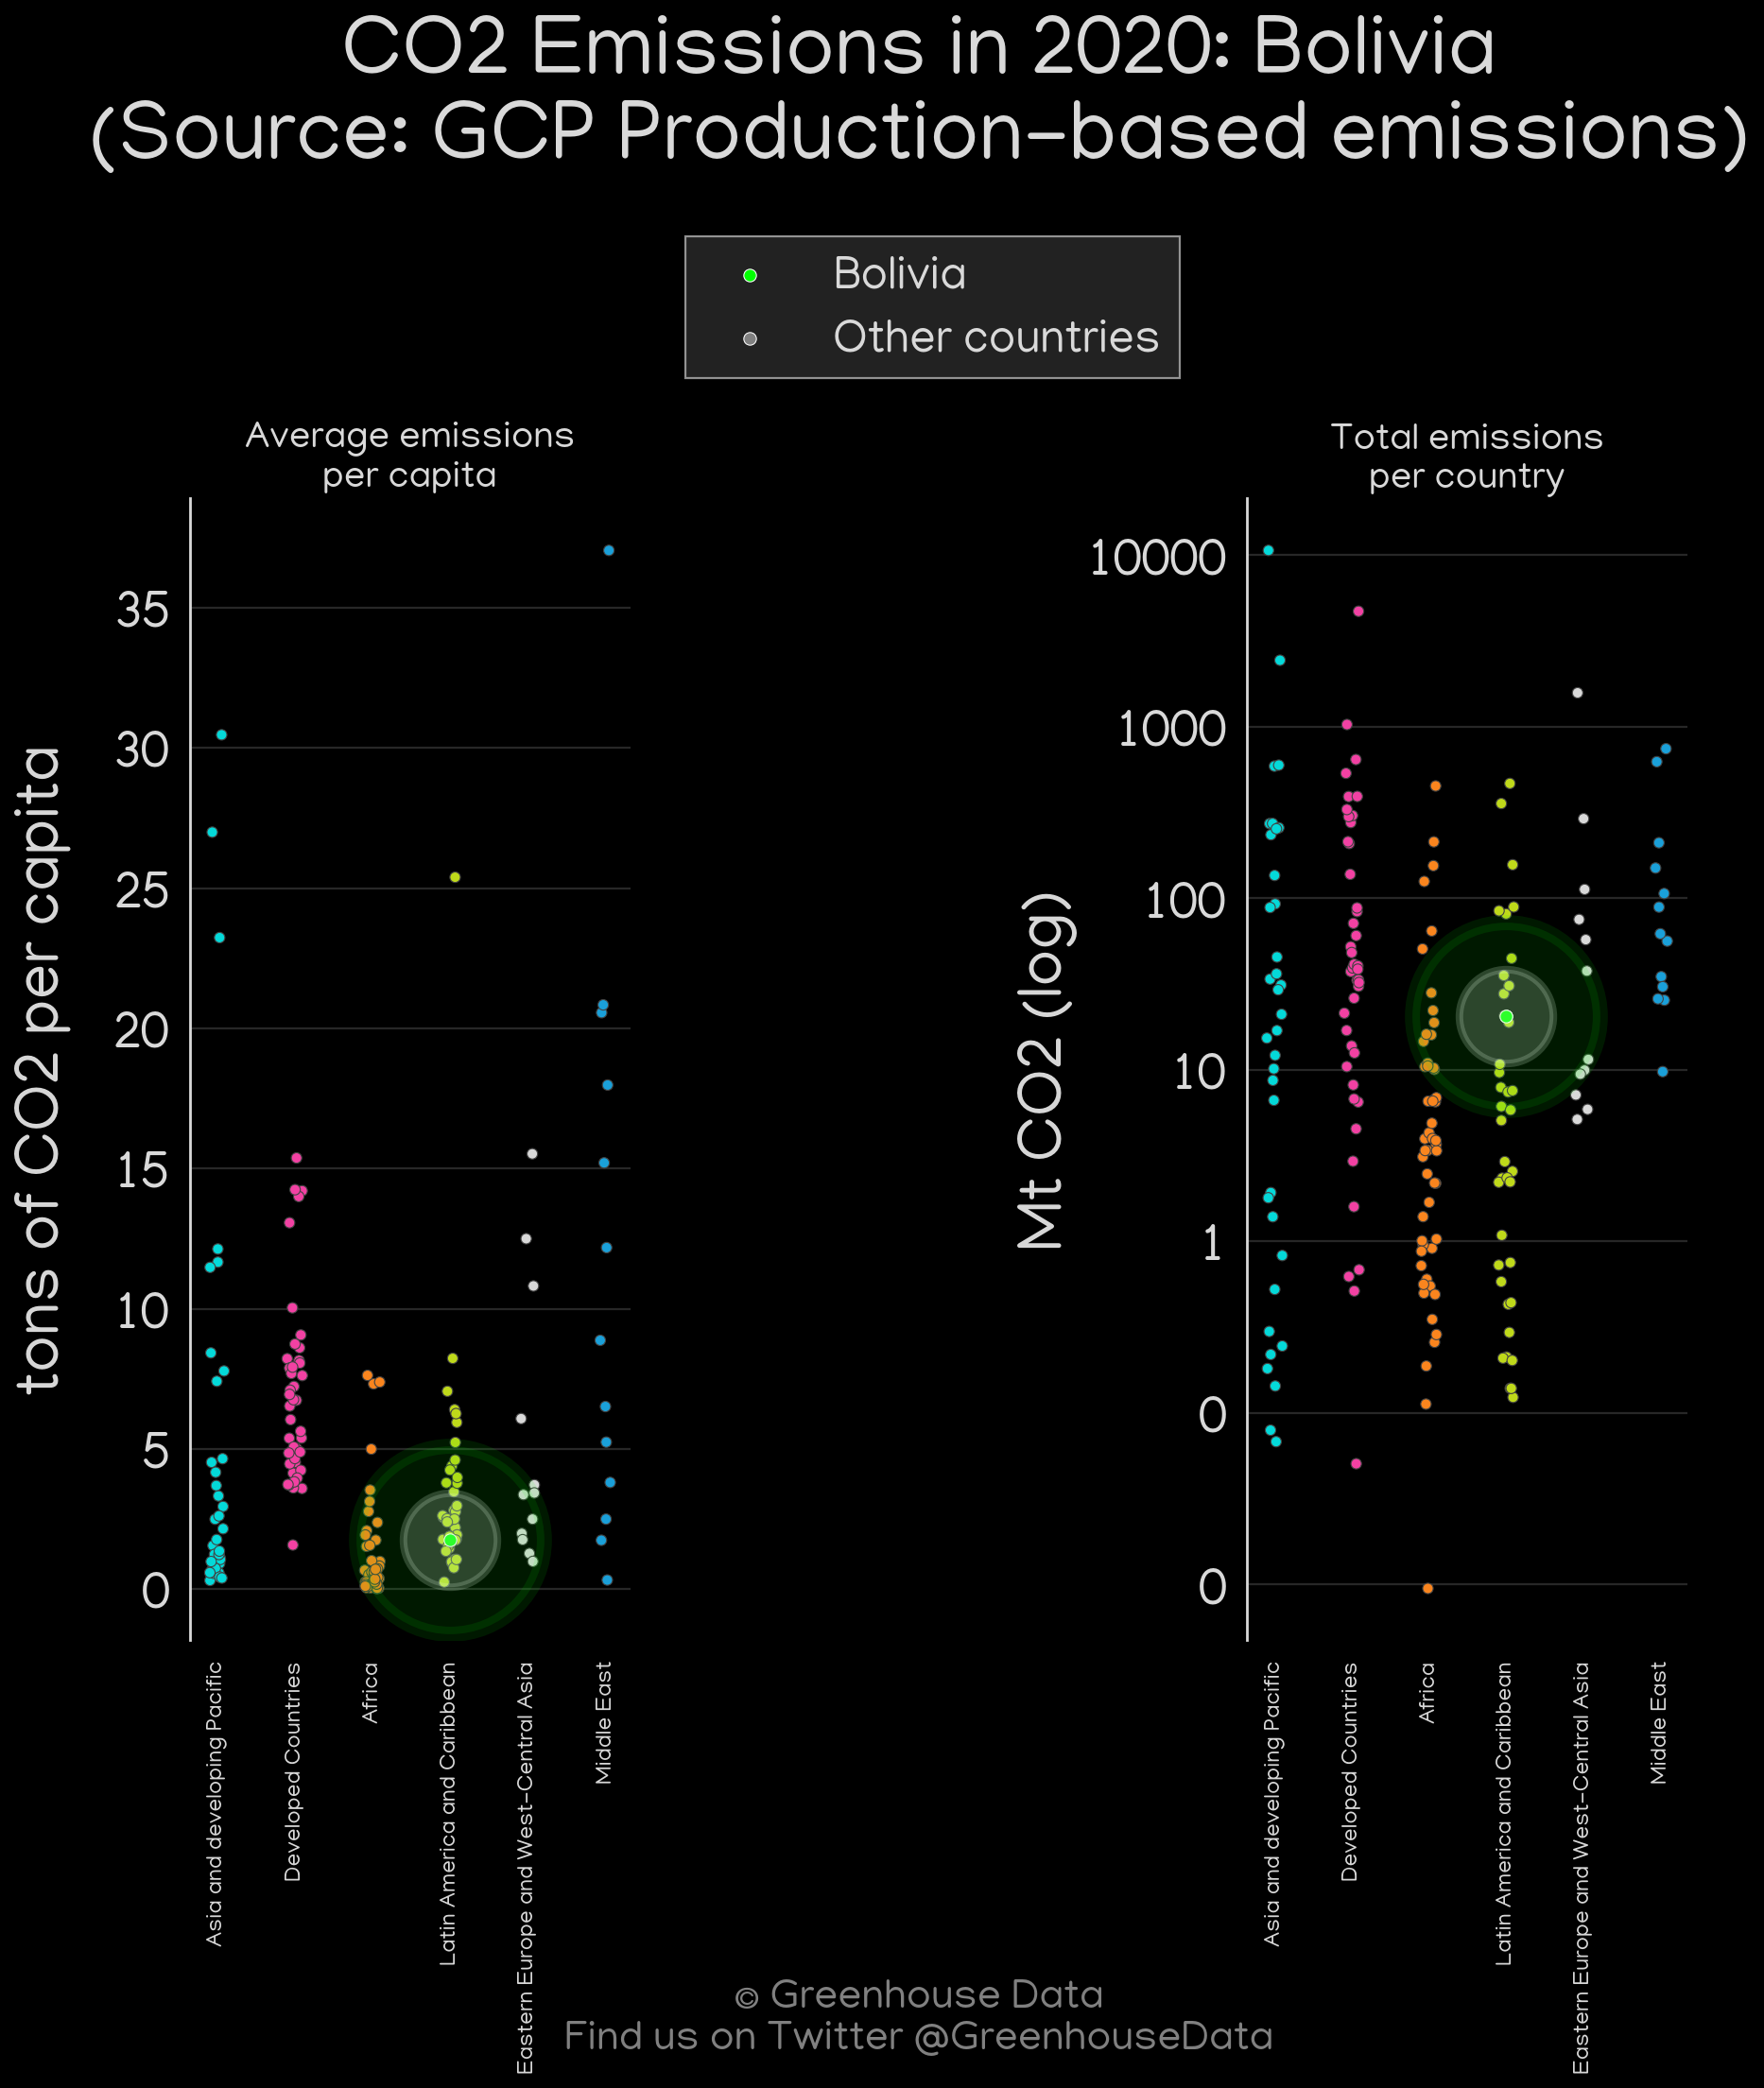 CO2 Emissions in 2020: Bolivia
(Source: GCP Production-based emissions)
Bolivia
Other countries
Average emissions
per capita
tons of CO2 per capita
35
30
25
20
15
10
5
0
Asia and developing Pacific
Developed Countries
Africa
Latin America and Caribbean
Eastern Europe and West-Central Asia
Middle East
Total emissions
per country
Mt CO2 (log)
10000
1000
100
10
1
0
0
Asia and developing Pacific
Developed Countries
Africa
Latin America and Caribbean
Eastern Europe and West-Central Asia
Middle East
© Greenhouse Data
Find us on Twitter @GreenhouseData